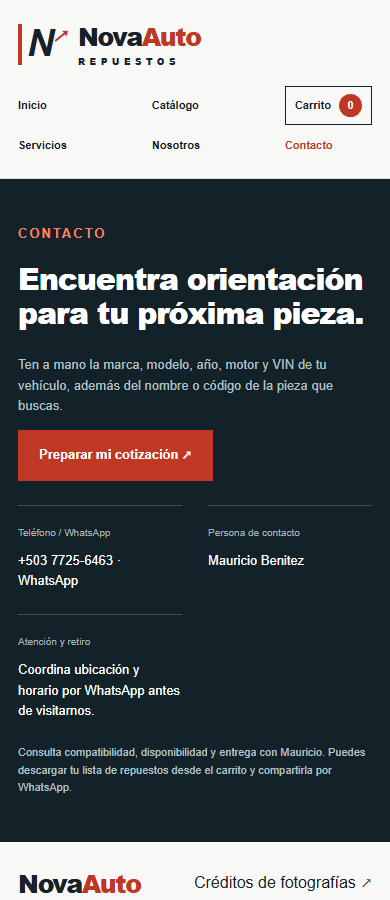 N↗ NovaAuto
REPUESTOS
Inicio
Catálogo
Carrito 0
Servicios
Nosotros
Contacto
CONTACTO
Encuentra orientación
para tu próxima pieza.
Ten a mano la marca, modelo, año, motor y VIN de tu
vehículo, además del nombre o código de la pieza que
buscas.
Preparar mi cotización ↗
Teléfono / WhatsApp
+503 7725-6463 ·
WhatsApp
Persona de contacto
Mauricio Benitez
Atención y retiro
Coordina ubicación y
horario por WhatsApp antes
de visitarnos.
Consulta compatibilidad, disponibilidad y entrega con Mauricio. Puedes
descargar tu lista de repuestos desde el carrito y compartirla por
WhatsApp.
NovaAuto
Créditos de fotografías ↗